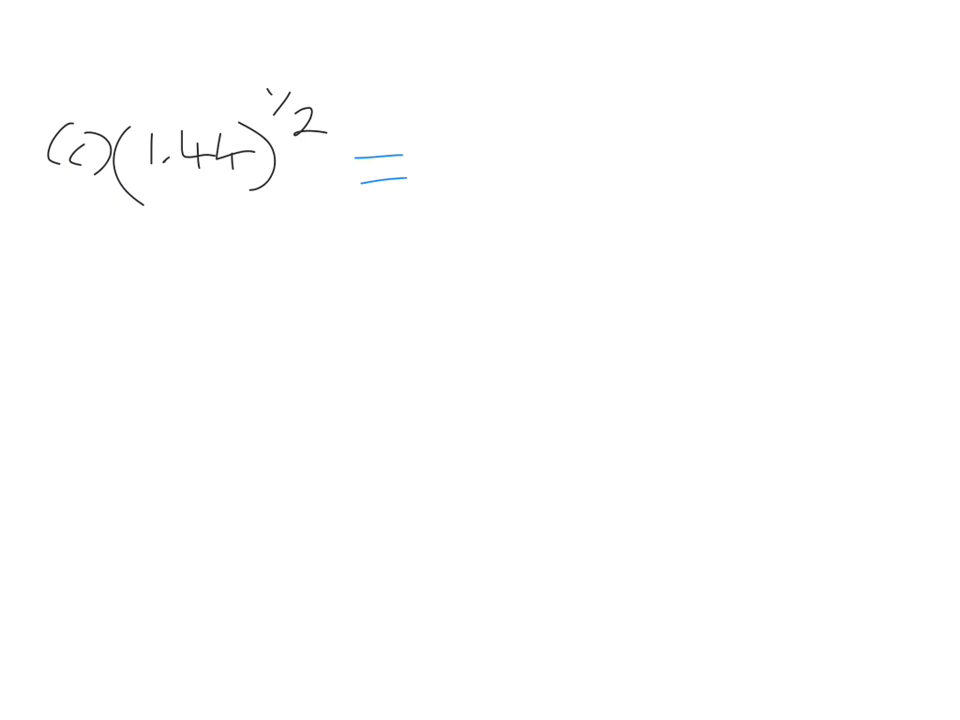 (c) (1.44)^1/2 =